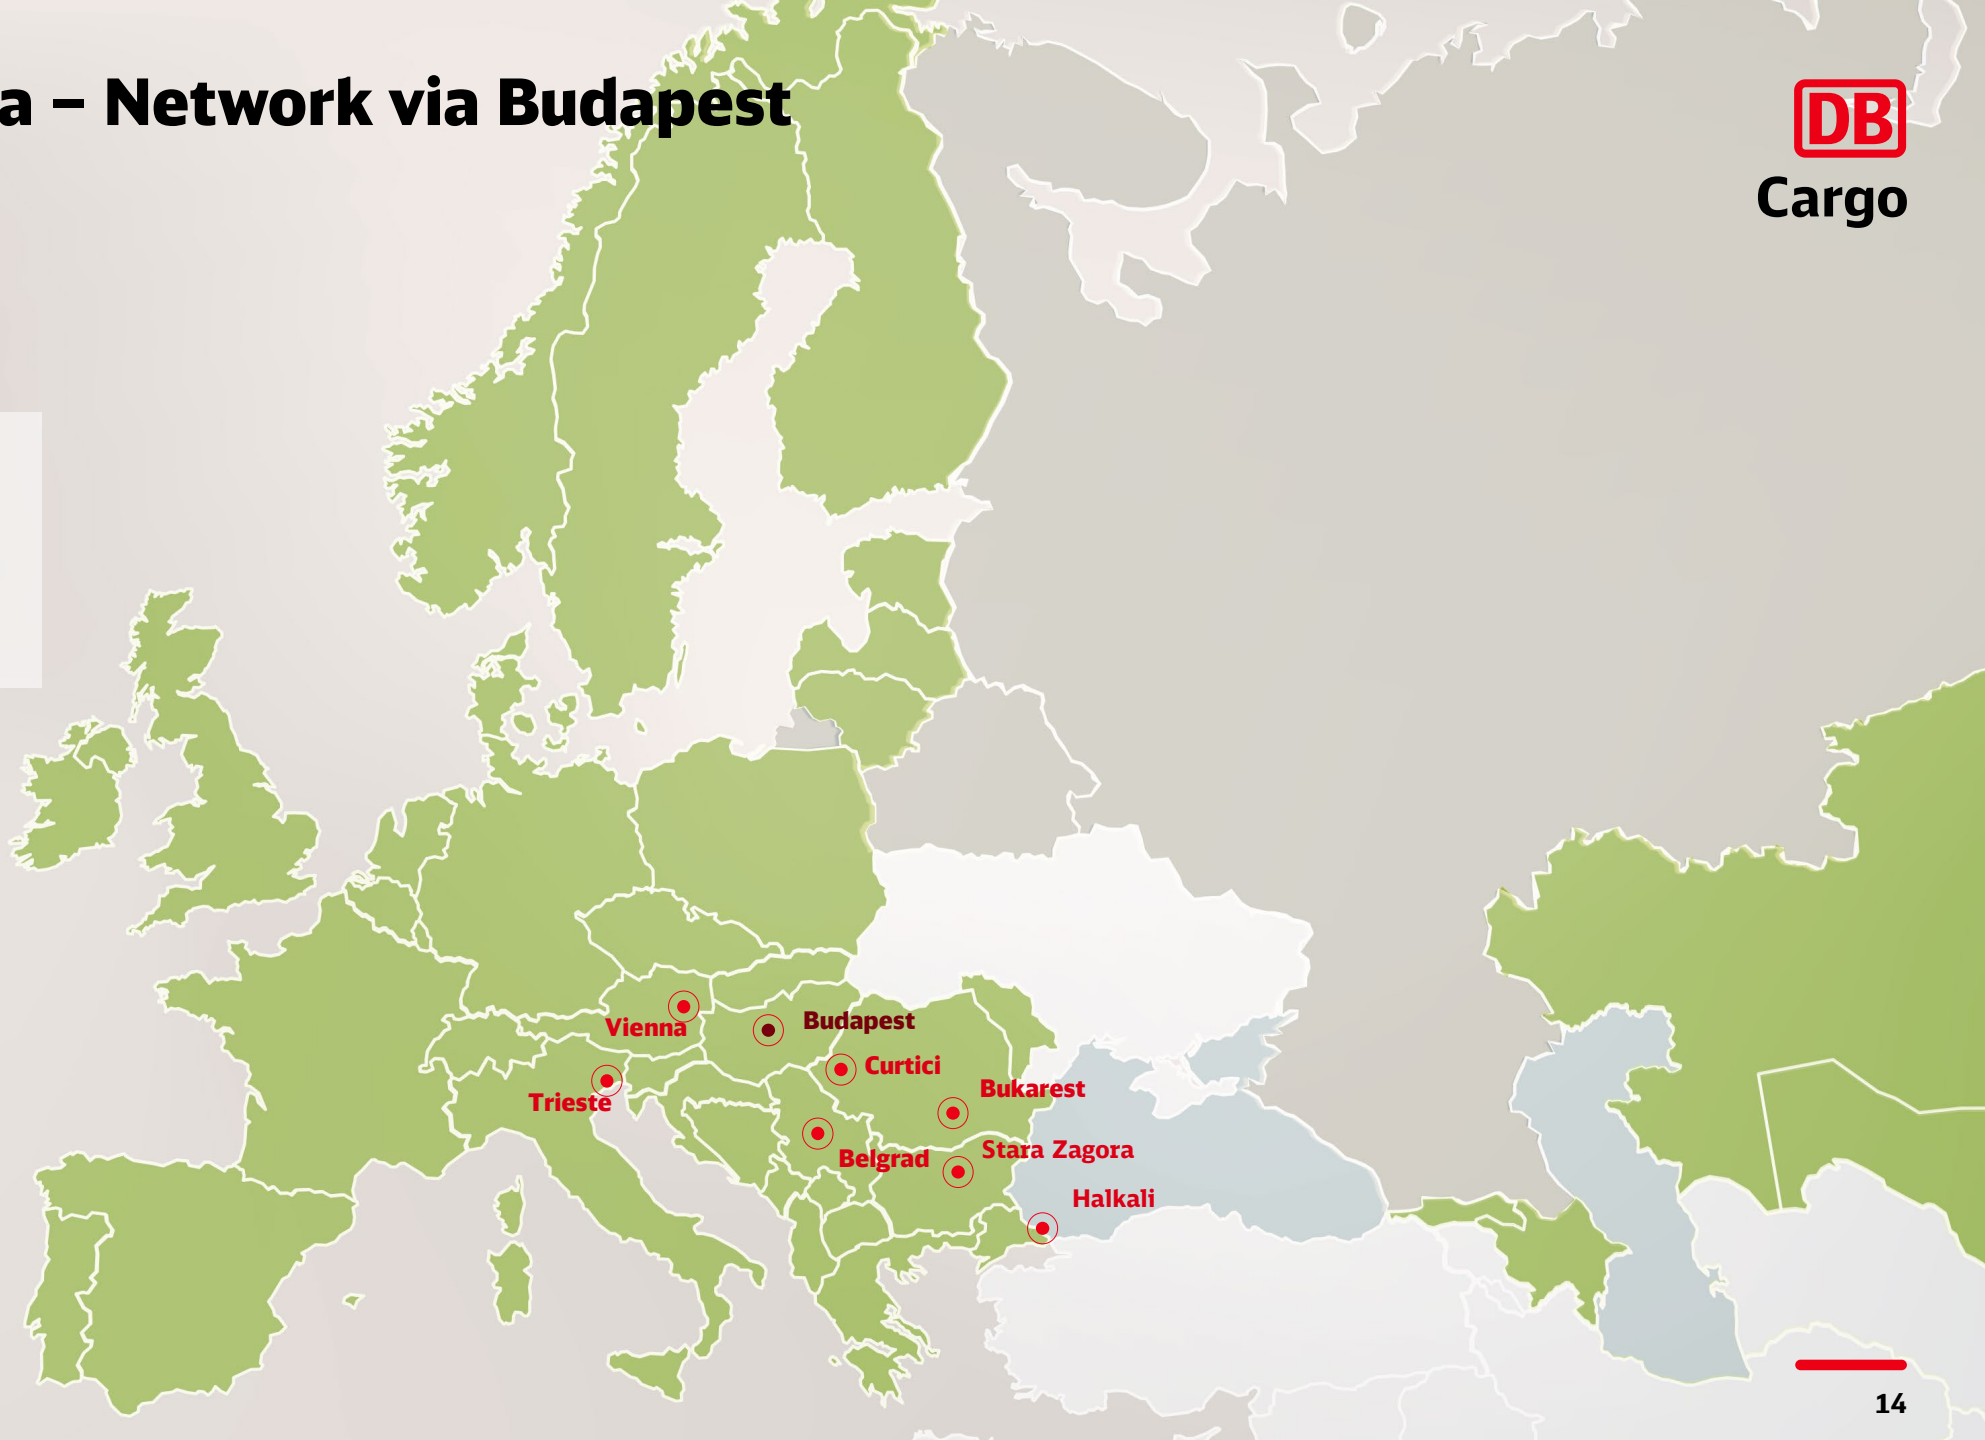 a – Network via Budapest
DB
Cargo
Vienna
Budapest
Curtici
Trieste
Bukarest
Belgrad
Stara Zagora
Halkali
14